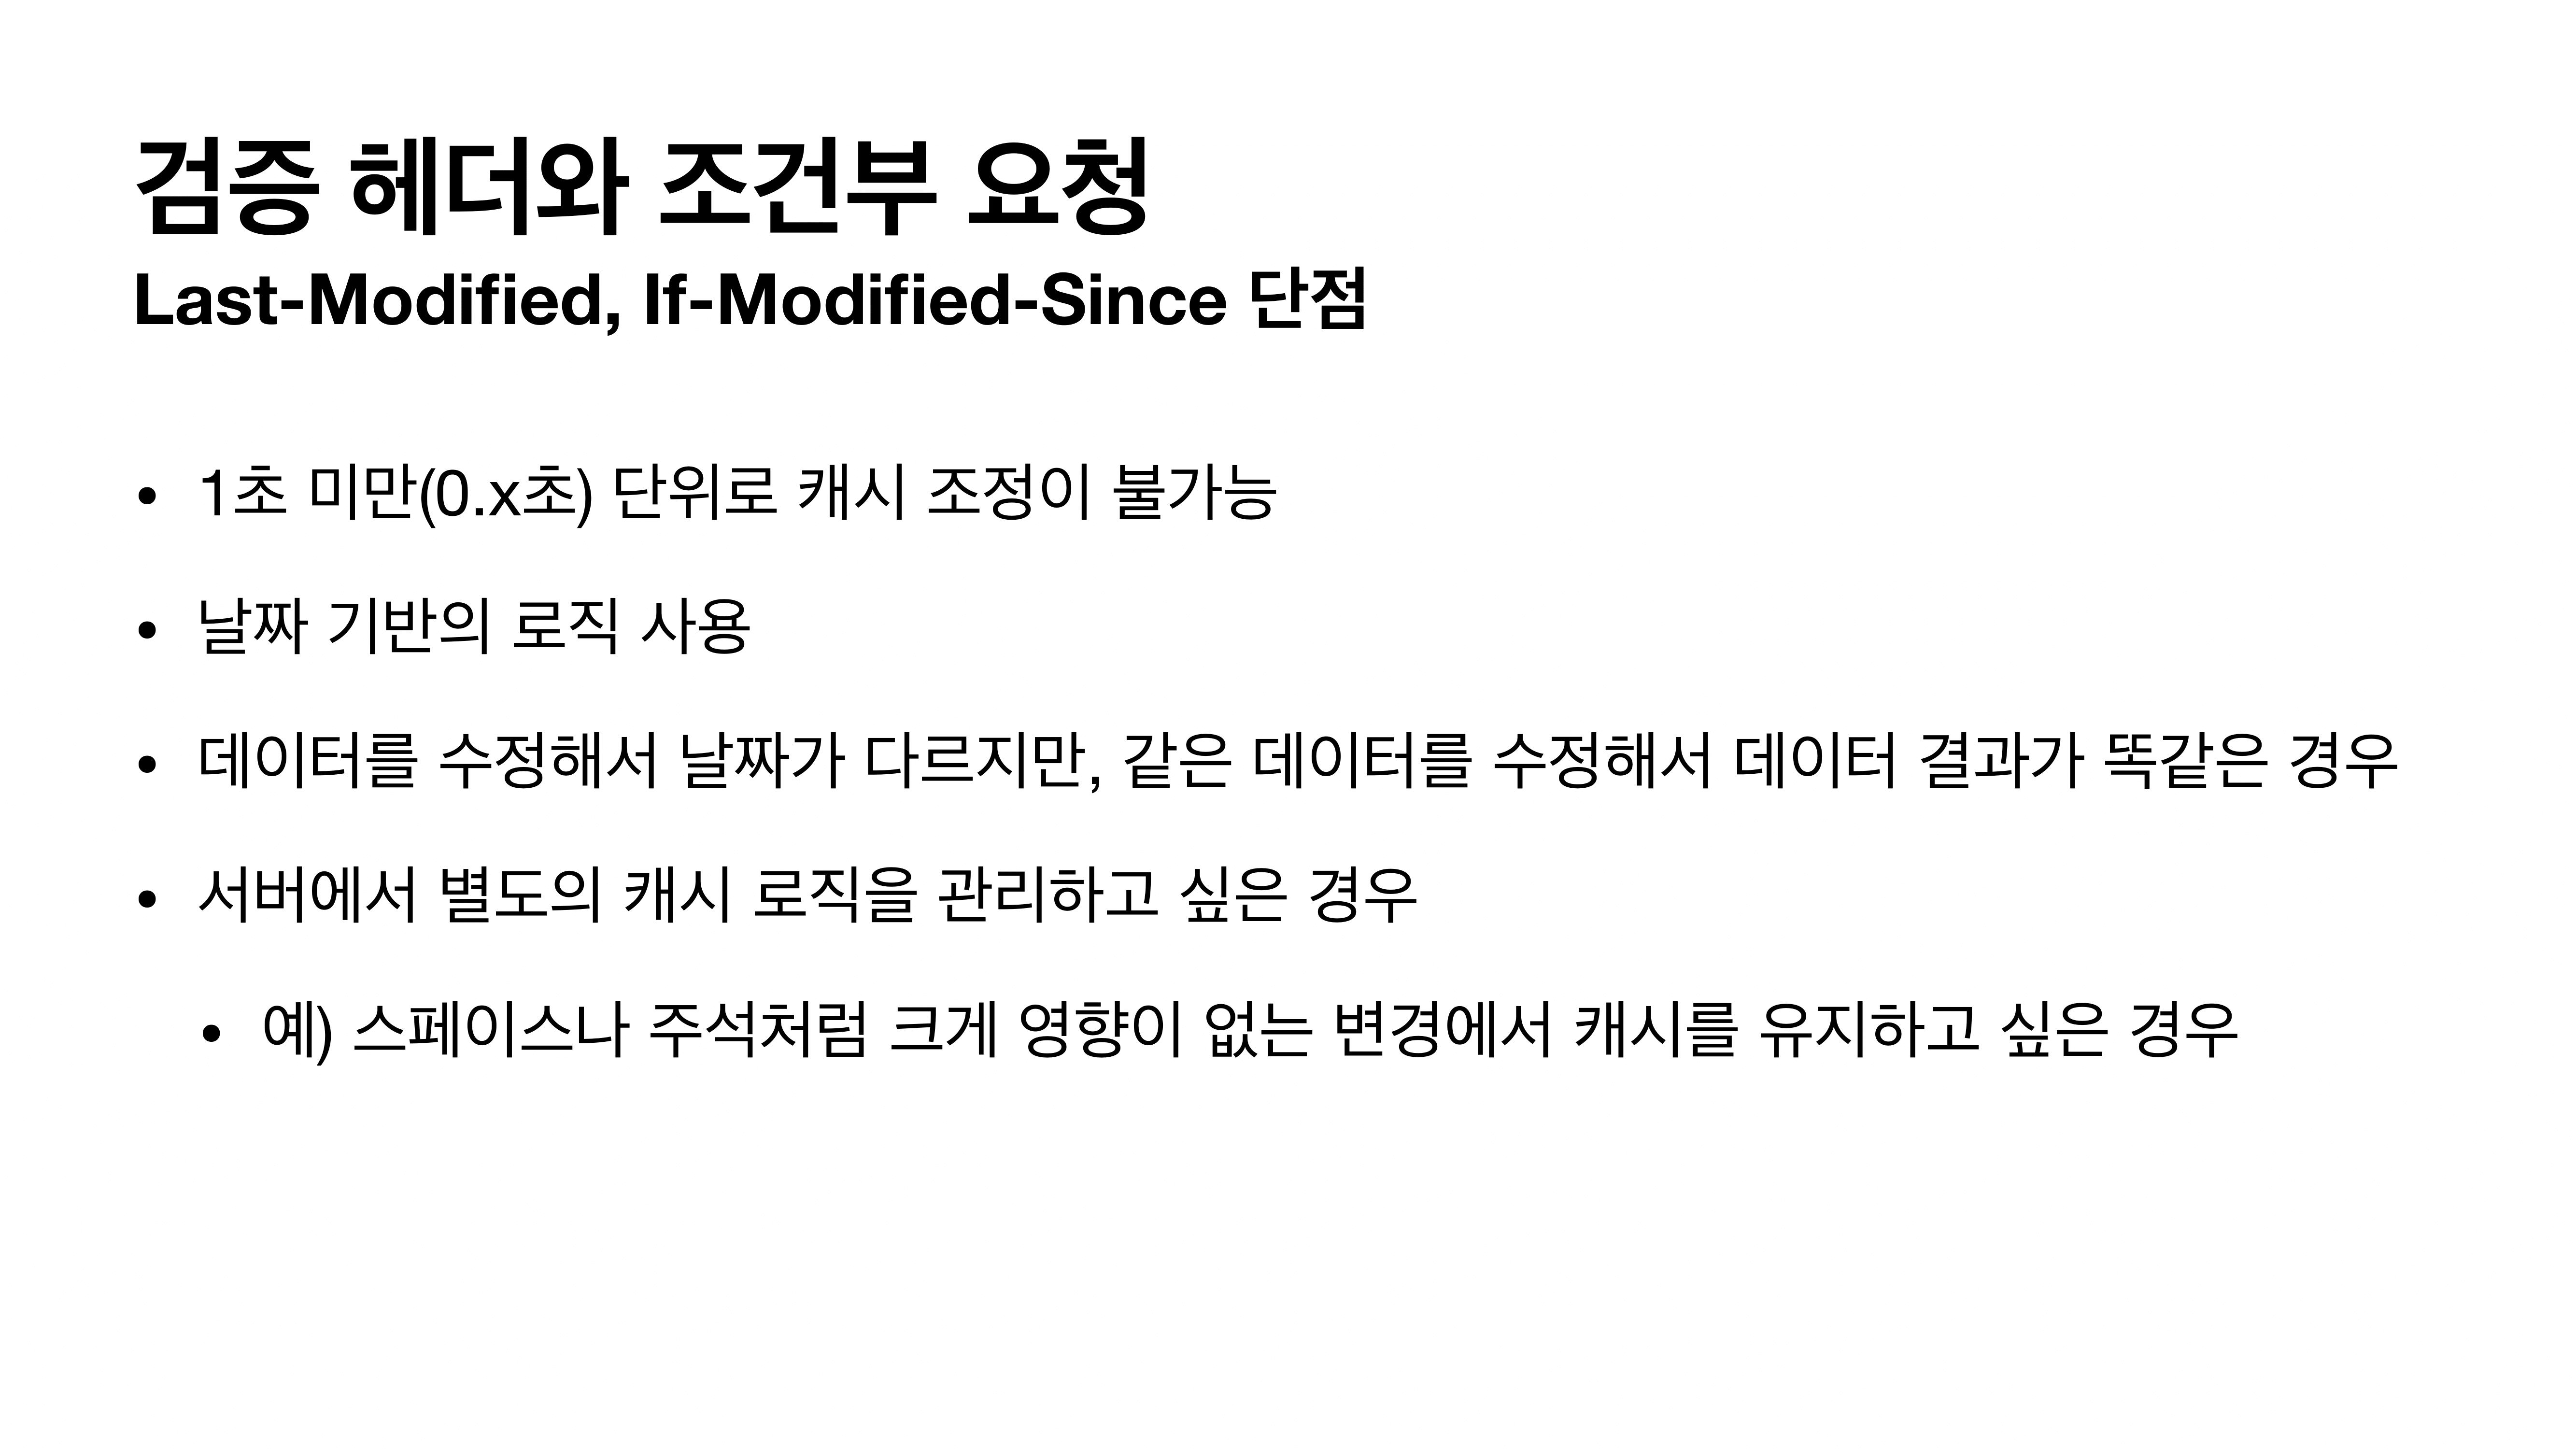 검증 헤더와 조건부 요청
Last-Modified, If-Modified-Since 단점
• 1초 미만(0.x초) 단위로 캐시 조정이 불가능
• 날짜 기반의 로직 사용
• 데이터를 수정해서 날짜가 다르지만, 같은 데이터를 수정해서 데이터 결과가 똑같은 경우
• 서버에서 별도의 캐시 로직을 관리하고 싶은 경우
• 예) 스페이스나 주석처럼 크게 영향이 없는 변경에서 캐시를 유지하고 싶은 경우